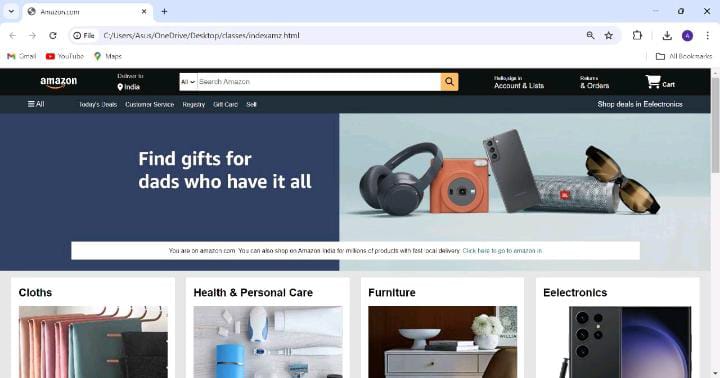 Amazon.com
File C:/Users/Asus/OneDrive/Desktop/classes/indexamz.html
Gmail YouTube Maps All Bookmarks
amazon
Deliver to
India
All Search Amazon
Hello,sign in
Account & Lists
Returns
& Orders
Cart
All Today's Deals Customer Service Registry Gift Card Sell Shop deals in Eelectronics
Find gifts for
dads who have it all
JBL
You are on amazon.com. You can also shop on Amazon India for millions of products with fast local delivery. Click here to go to amazon.in
Cloths Health & Personal Care Furniture Eelectronics